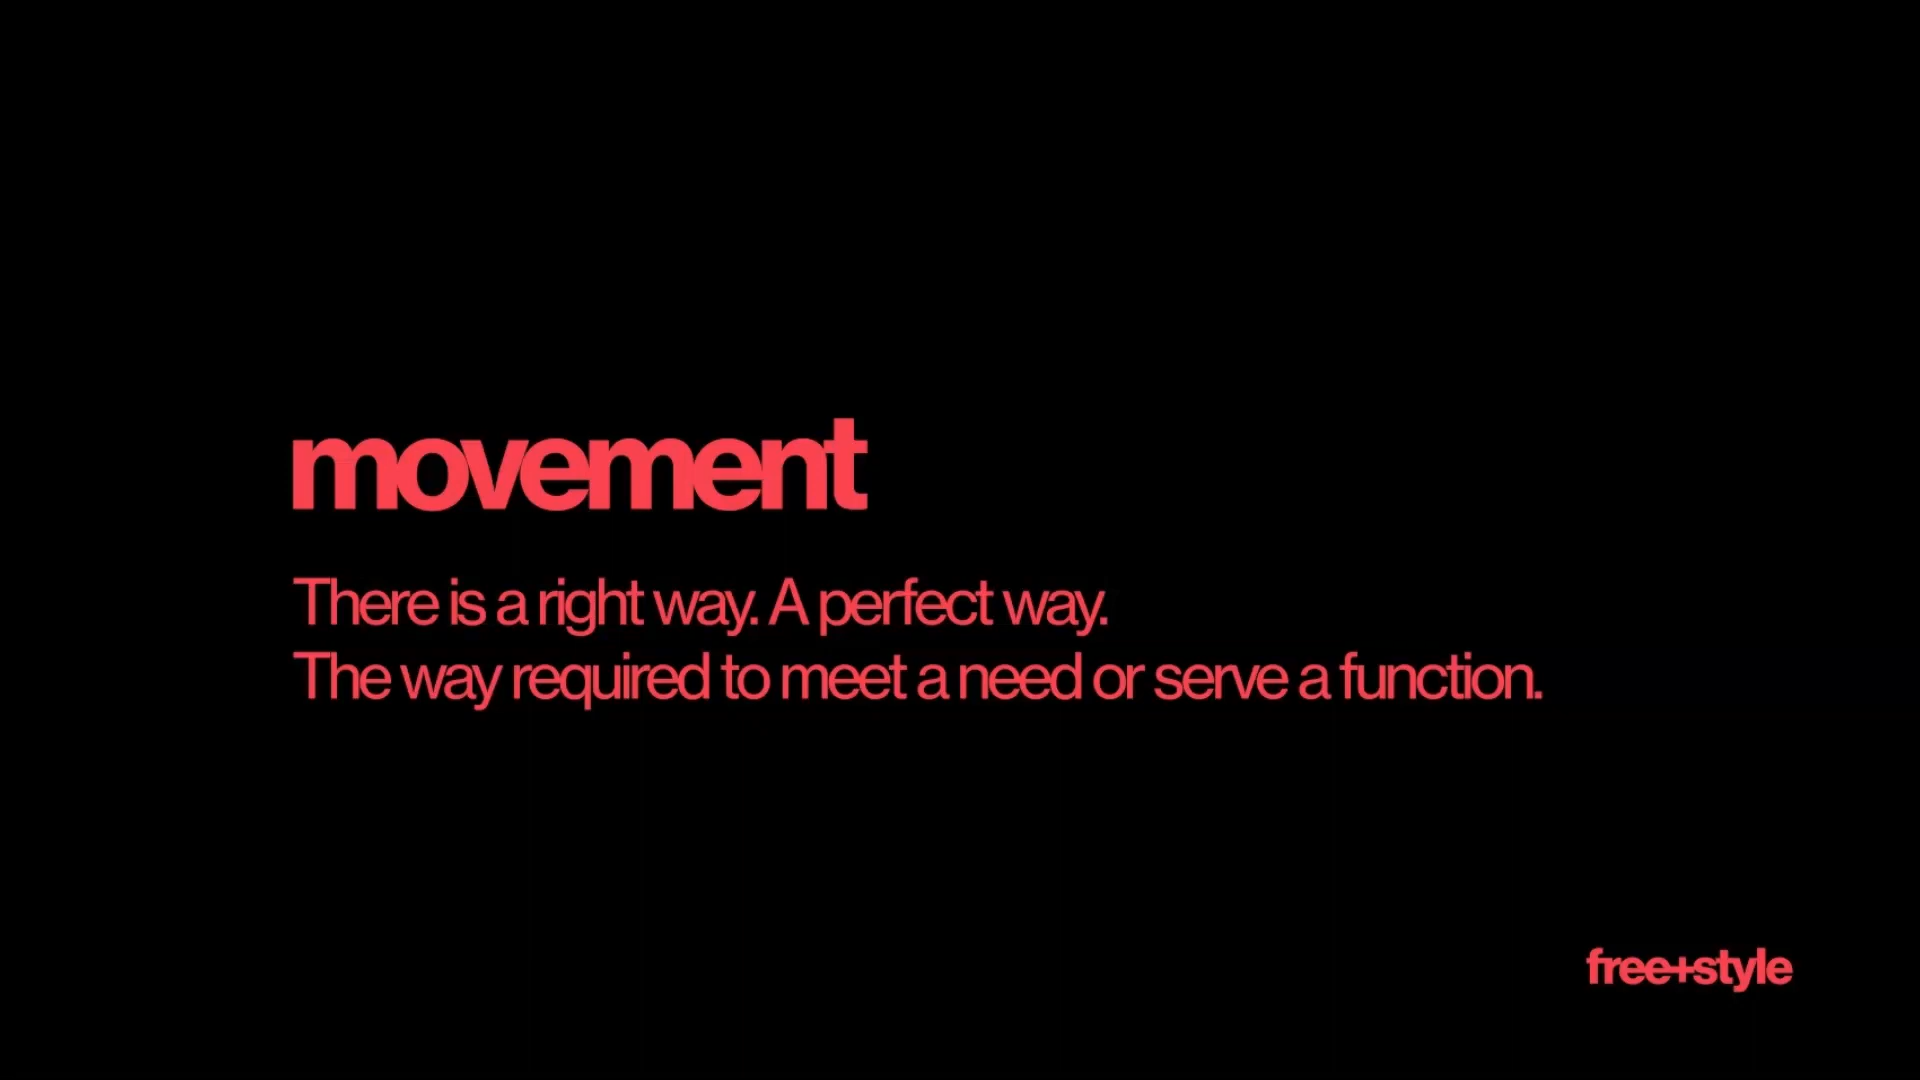 movement
There is a right way. A perfect way.
The way required to meet a need or serve a function.
free+style